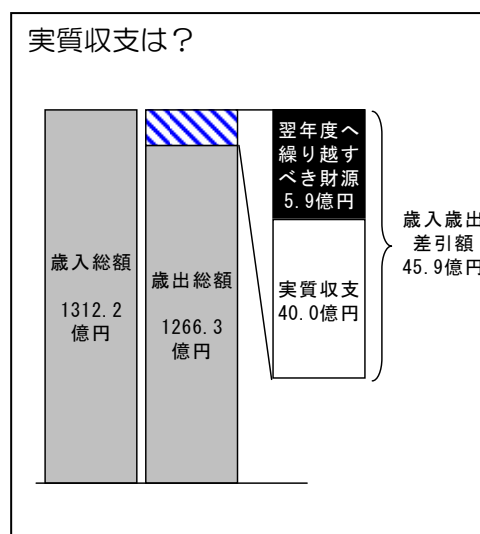 実質収支は？
歳入総額
1312.2
億円
歳出総額
1266.3
億円
翌年度へ
繰り越す
べき財源
5.9億円
実質収支
40.0億円
歳入歳出
差引額
45.9億円